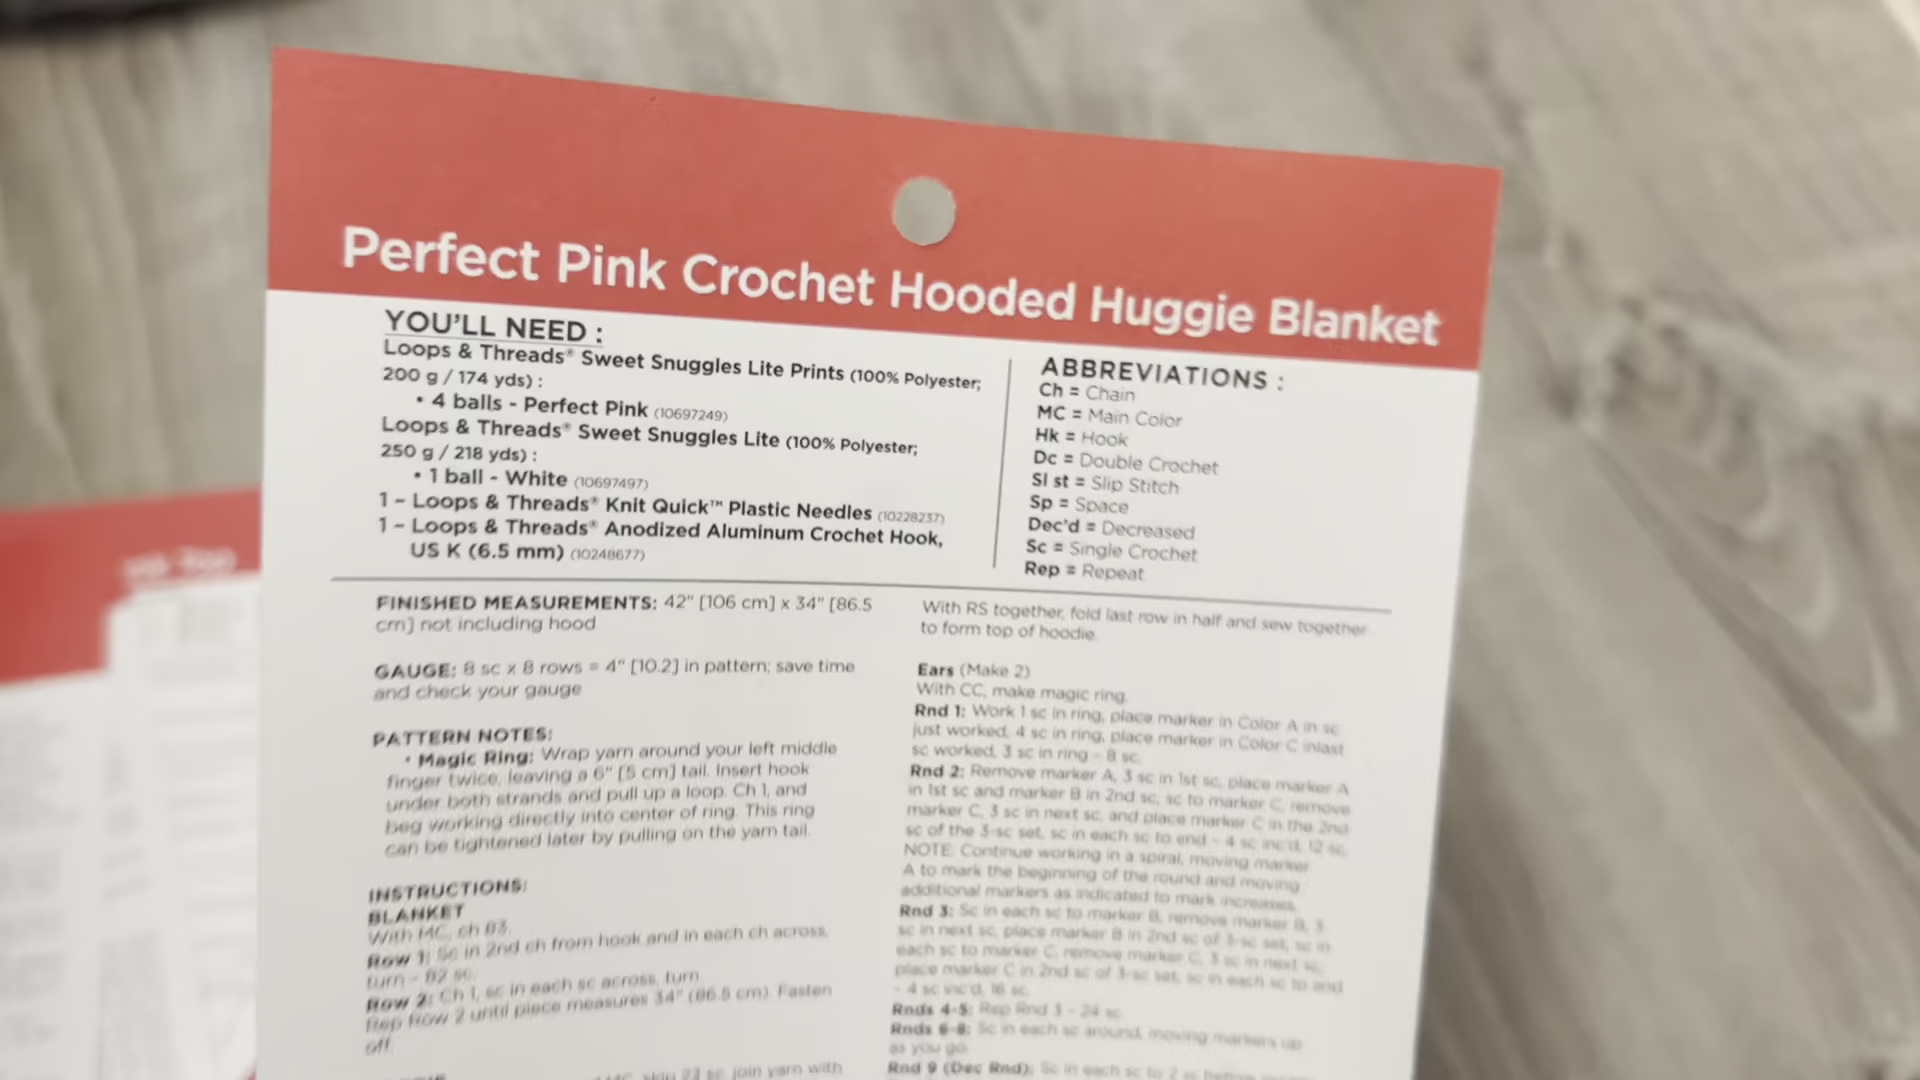 Perfect Pink Crochet Hooded Huggie Blanket
YOU'LL NEED :
Loops & Threads® Sweet Snuggles Lite Prints (100% Polyester;
200 g / 174 yds) :
• 4 balls - Perfect Pink (10697249)
Loops & Threads® Sweet Snuggles Lite (100% Polyester;
250 g / 218 yds) :
• 1 ball - White (10697497)
1 – Loops & Threads® Knit Quick™ Plastic Needles (10228237)
1 – Loops & Threads® Anodized Aluminum Crochet Hook,
US K (6.5 mm) (10248677)
ABBREVIATIONS :
Ch = Chain
MC = Main Color
Hk = Hook
Dc = Double Crochet
Sl st = Slip Stitch
Sp = Space
Dec'd = Decreased
Sc = Single Crochet
Rep = Repeat
FINISHED MEASUREMENTS: 42" [106 cm] x 34" [86.5
cm] not including hood
GAUGE: 8 sc x 8 rows = 4" [10.2] in pattern; save time
and check your gauge
PATTERN NOTES:
• Magic Ring: Wrap yarn around your left middle
finger twice, leaving a 6" [5 cm] tail. Insert hook
under both strands and pull up a loop. Ch 1, and
beg working directly into center of ring. This ring
can be tightened later by pulling on the yarn tail.
INSTRUCTIONS:
BLANKET
With MC, ch 83.
Row 1: Sc in 2nd ch from hook and in each ch across,
turn – 82 sc.
Row 2: Ch 1, sc in each sc across, turn.
Rep Row 2 until piece measures 34" (86.5 cm). Fasten
off.
skip 23 sc, join yarn with
With RS together, fold last row in half and sew together
to form top of hoodie.
Ears (Make 2)
With CC, make magic ring.
Rnd 1: Work 1 sc in ring, place marker in Color A in sc
just worked, 4 sc in ring, place marker in Color C inlast
sc worked, 3 sc in ring – 8 sc.
Rnd 2: Remove marker A, 3 sc in 1st sc, place marker A
in 1st sc and marker B in 2nd sc, sc to marker C, remove
marker C, 3 sc in next sc, and place marker C in the 2nd
sc of the 3-sc set, sc in each sc to end – 4 sc inc'd, 12 sc.
NOTE: Continue working in a spiral, moving marker
A to mark the beginning of the round and moving
additional markers as indicated to mark increases.
Rnd 3: Sc in each sc to marker B, remove marker B, 3
sc in next sc, place marker B in 2nd sc of 3-sc set, sc in
each sc to marker C, remove marker C, 3 sc in next sc,
place marker C in 2nd sc of 3-sc set, sc in each sc to end
– 4 sc inc'd, 16 sc.
Rnds 4-5: Rep Rnd 3 – 24 sc.
Rnds 6-8: Sc in each sc around, moving markers up
as you go.
Rnd 9 (Dec Rnd): Sc in each sc to 2 sc before